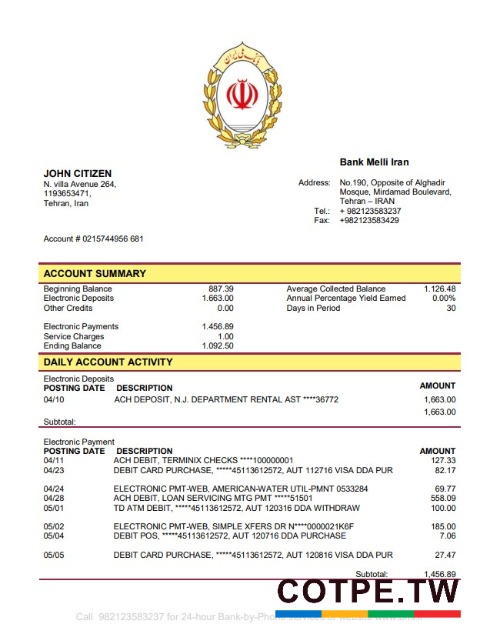 Bank Melli Iran
JOHN CITIZEN
N. villa Avenue 264,
1193653471,
Tehran, Iran
Address: No.190, Opposite of Alghadir
Mosque, Mirdamad Boulevard,
Tehran – IRAN
Tel.: + 982123583237
Fax: +982123583429
Account # 0215744956 681
ACCOUNT SUMMARY
Beginning Balance 887.39 Average Collected Balance 1.126.48
Electronic Deposits 1.663.00 Annual Percentage Yield Earned 0.00%
Other Credits 0.00 Days in Period 30
Electronic Payments 1.456.89
Service Charges 1.00
Ending Balance 1.092.50
DAILY ACCOUNT ACTIVITY
Electronic Deposits
POSTING DATE DESCRIPTION AMOUNT
04/10 ACH DEPOSIT, N.J. DEPARTMENT RENTAL AST ****36772 1,663.00
1,663.00
Subtotal:
Electronic Payment
POSTING DATE DESCRIPTION AMOUNT
04/11 ACH DEBIT, TERMINIX CHECKS ****100000001 127.33
04/23 DEBIT CARD PURCHASE, *****45113612572, AUT 112716 VISA DDA PUR 82.17
04/24 ELECTRONIC PMT-WEB, AMERICAN-WATER UTIL-PMNT 0533284 69.77
04/28 ACH DEBIT, LOAN SERVICING MTG PMT *****51501 558.09
05/01 TD ATM DEBIT, *****45113612572, AUT 120316 DDA WITHDRAW 100.00
05/02 ELECTRONIC PMT-WEB, SIMPLE XFERS DR N****0000021K6F 185.00
05/04 DEBIT POS, *****45113612572, AUT 120716 DDA PURCHASE 7.06
05/05 DEBIT CARD PURCHASE, *****45113612572, AUT 120816 VISA DDA PUR 27.47
Subtotal: 1,456.89
COTPE.TW
Call 982123583237 for 24-hour Bank-by-Phone